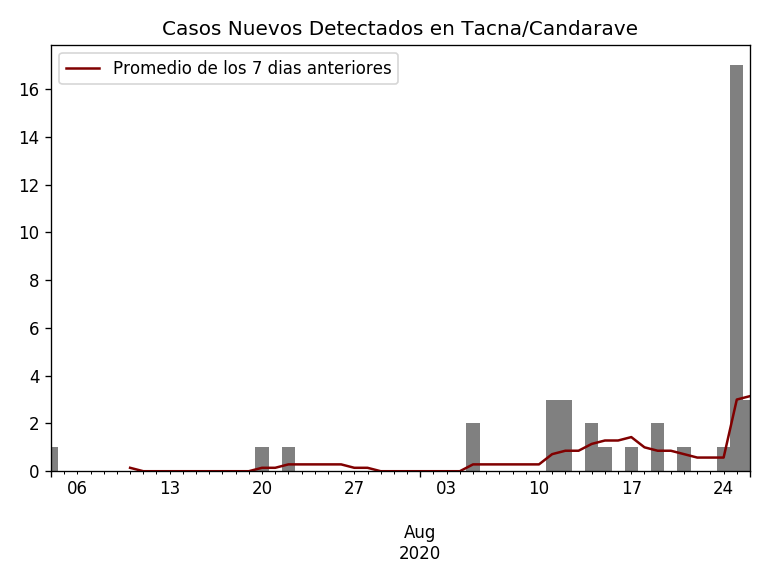 Casos Nuevos Detectados en Tacna/Candarave
Promedio de los 7 dias anteriores
16
14
12
10
8
6
4
2
0
06 13 20 27 03 10 17 24
Aug
2020